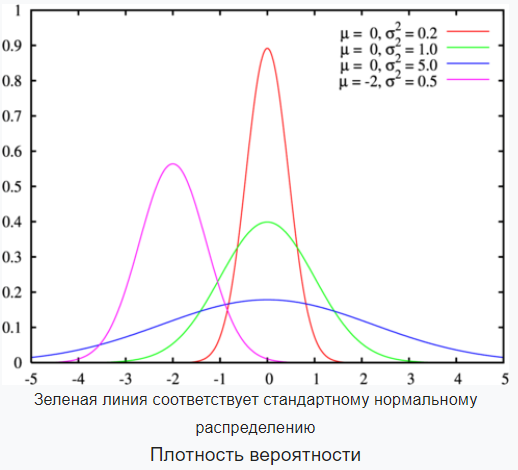 1
0.9
0.8
0.7
0.6
0.5
0.4
0.3
0.2
0.1
0
μ = 0, σ² = 0.2
μ = 0, σ² = 1.0
μ = 0, σ² = 5.0
μ = -2, σ² = 0.5
-5 -4 -3 -2 -1 0 1 2 3 4 5
Зеленая линия соответствует стандартному нормальному
распределению
Плотность вероятности